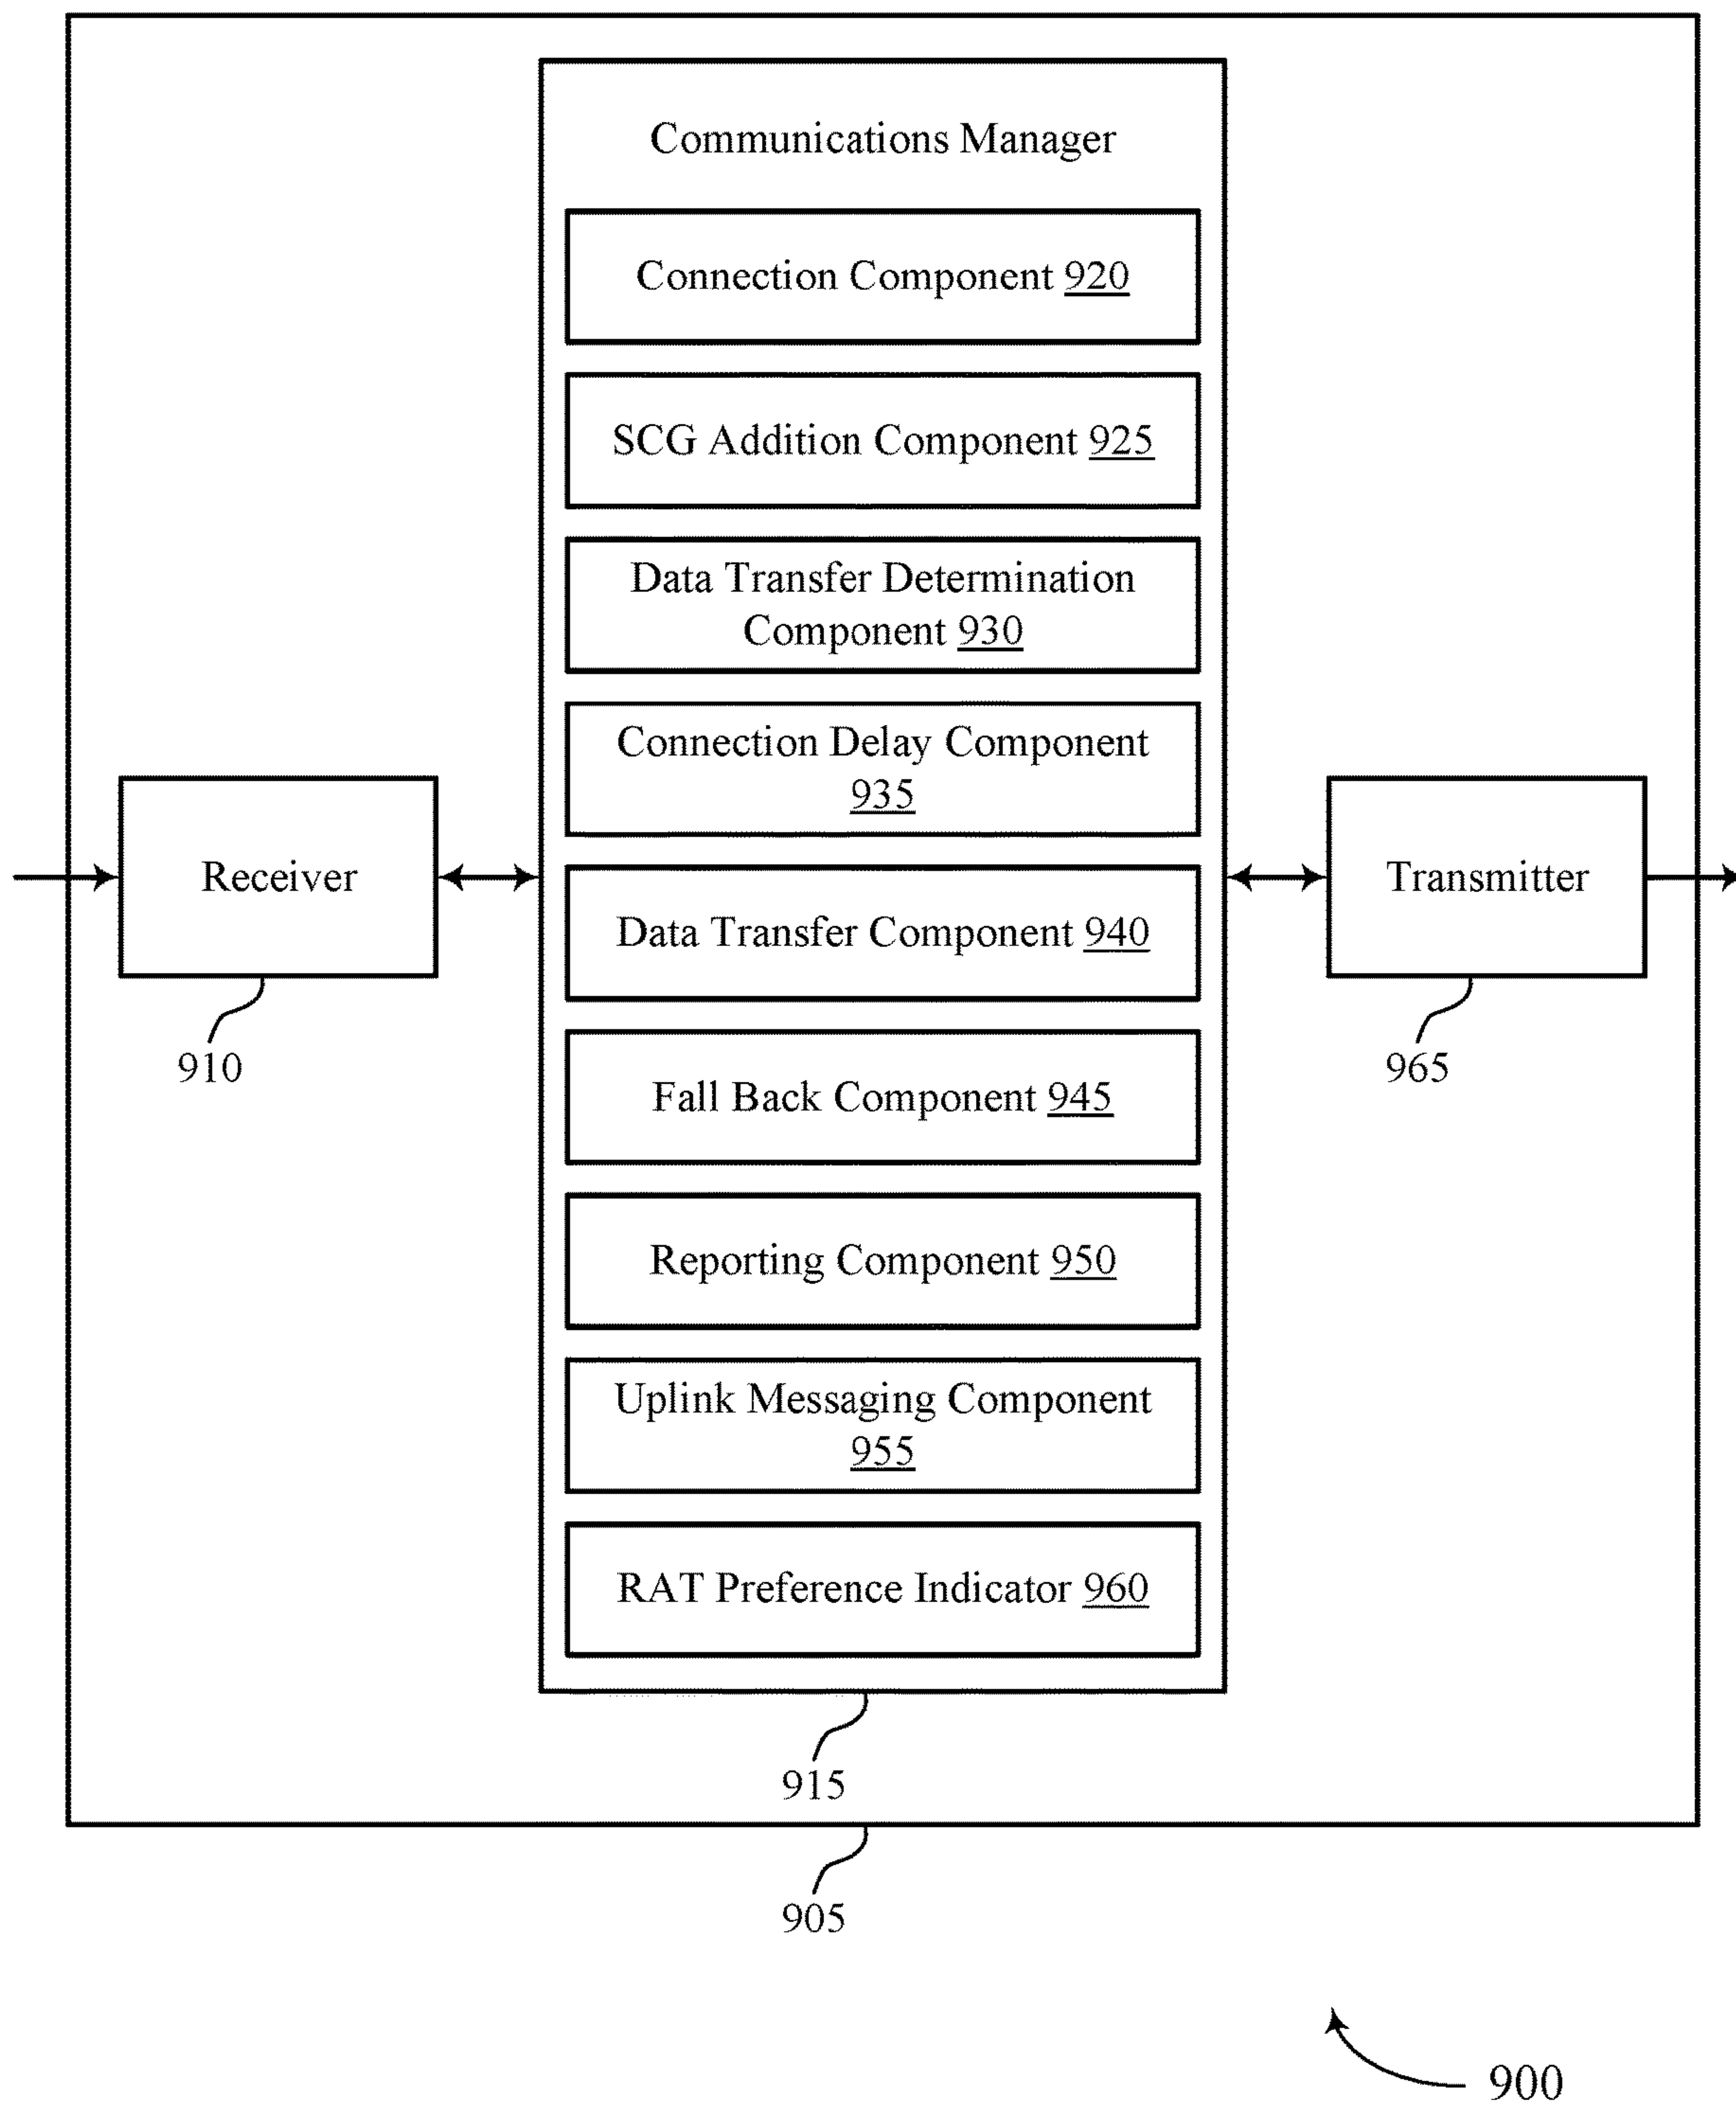 Communications Manager
Connection Component 920
SCG Addition Component 925
Data Transfer Determination
Component 930
Connection Delay Component
935
Receiver
Transmitter
Data Transfer Component 940
910
965
Fall Back Component 945
Reporting Component 950
Uplink Messaging Component
955
RAT Preference Indicator 960
915
905
900